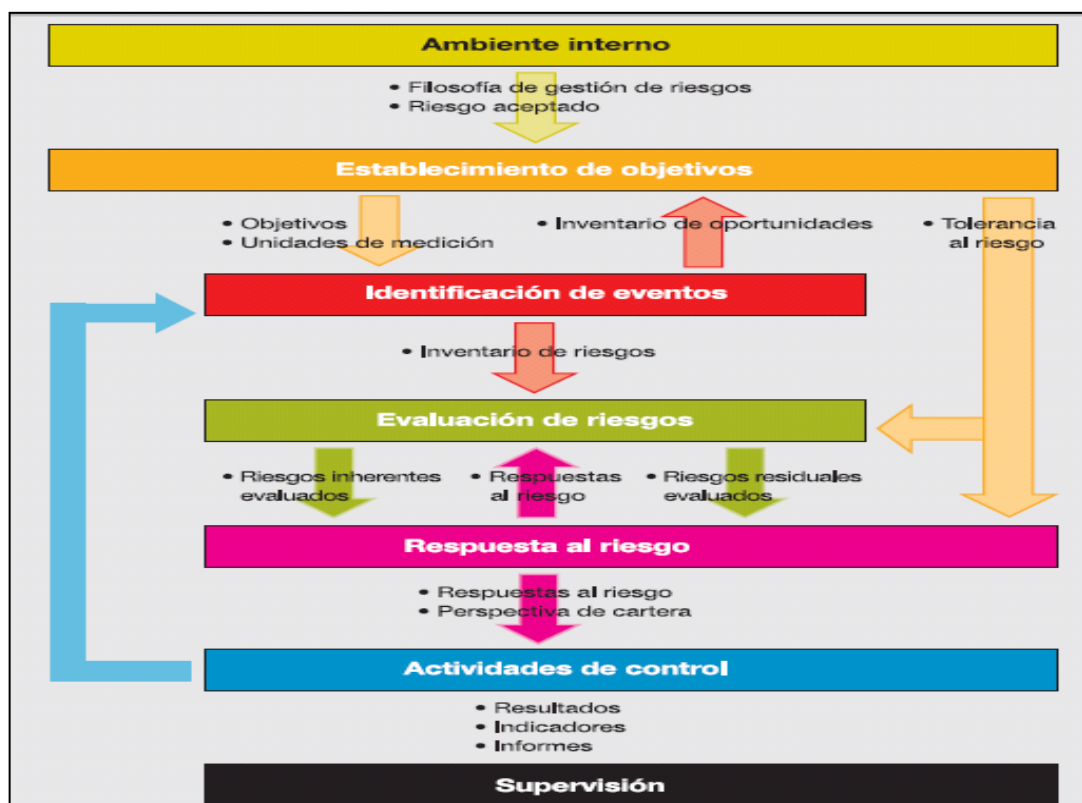 Ambiente interno
• Filosofía de gestión de riesgos
• Riesgo aceptado
Establecimiento de objetivos
• Objetivos
• Unidades de medición
• Inventario de oportunidades
• Tolerancia
al riesgo
Identificación de eventos
• Inventario de riesgos
Evaluación de riesgos
• Riesgos inherentes
evaluados
• Respuestas
al riesgo
• Riesgos residuales
evaluados
Respuesta al riesgo
• Respuestas al riesgo
• Perspectiva de cartera
Actividades de control
• Resultados
• Indicadores
• Informes
Supervisión